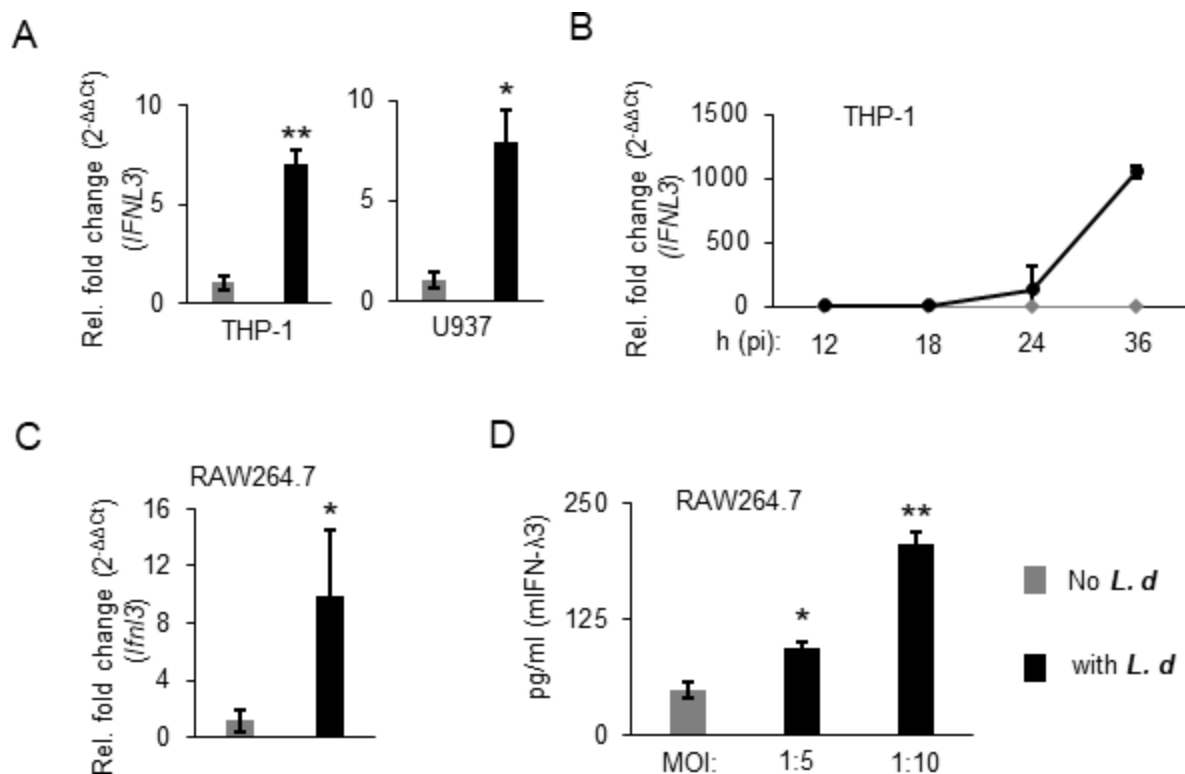 A
Rel. fold change (2-ΔΔCt)
(IFNL3)
10
5
0
**
THP-1
10
5
0
*
U937
B
Rel. fold change (2-ΔΔCt)
(IFNL3)
THP-1
1500
1000
500
0
h (pi): 12 18 24 36
C
RAW264.7
Rel. fold change (2-ΔΔCt)
(Ifnl3)
16
12
8
4
0
*
D
RAW264.7
pg/ml (mIFN-λ3)
250
125
0
*
**
MOI: 1:5 1:10
No L. d
with L. d